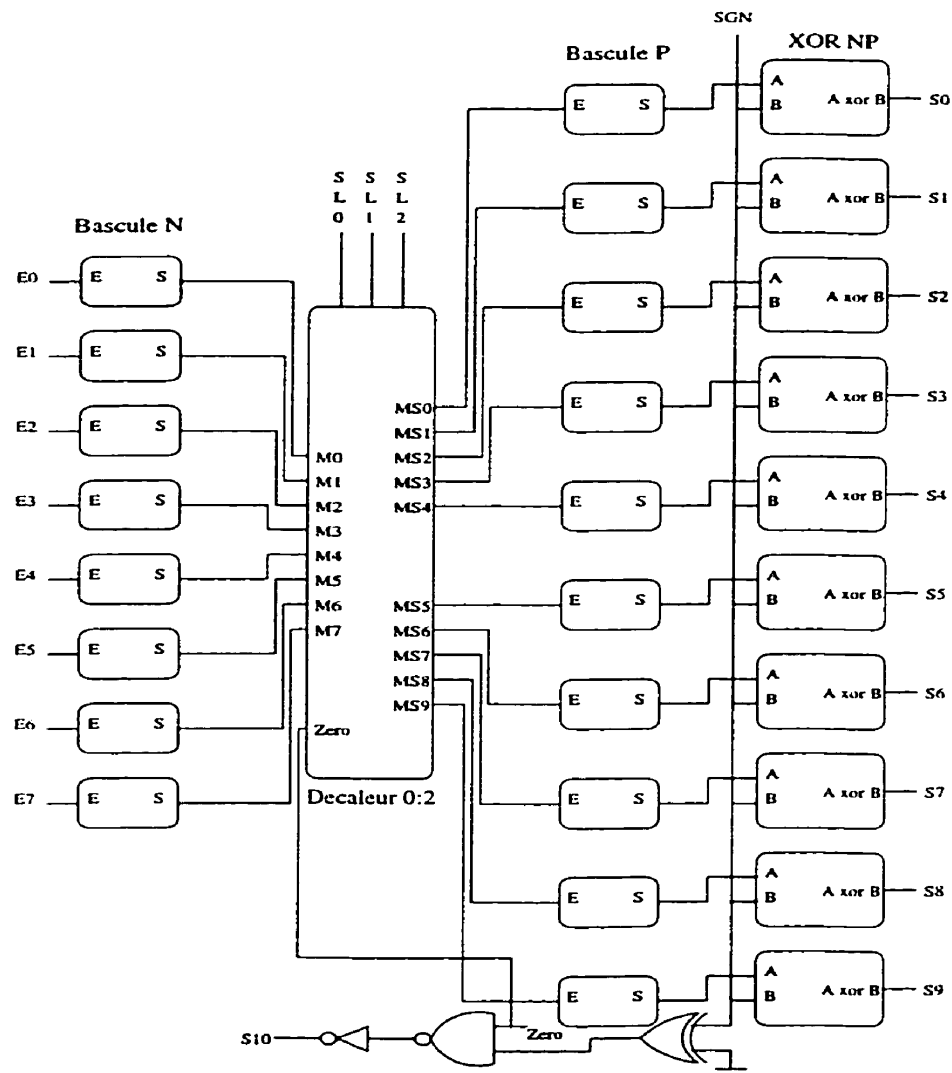 SGN
XOR NP
Bascule P
A
E S A xor B S0
B
S L 0
S L 1
S L 2
A
E S A xor B S1
B
Bascule N
E0 E S
A
E S A xor B S2
B
E1 E S
A
E S A xor B S3
B
E2 E S
MS0
MS1
M0 MS2
M1 MS3
M2 MS4
M3
M4
M5
M6 MS5
M7 MS6
MS7
MS8
MS9
Zero
Decaleur 0:2
E3 E S
E4 E S
E5 E S
E6 E S
E7 E S
A
E S A xor B S4
B
A
E S A xor B S5
B
A
E S A xor B S6
B
A
E S A xor B S7
B
A
E S A xor B S8
B
A
E S A xor B S9
B
Zero
S10